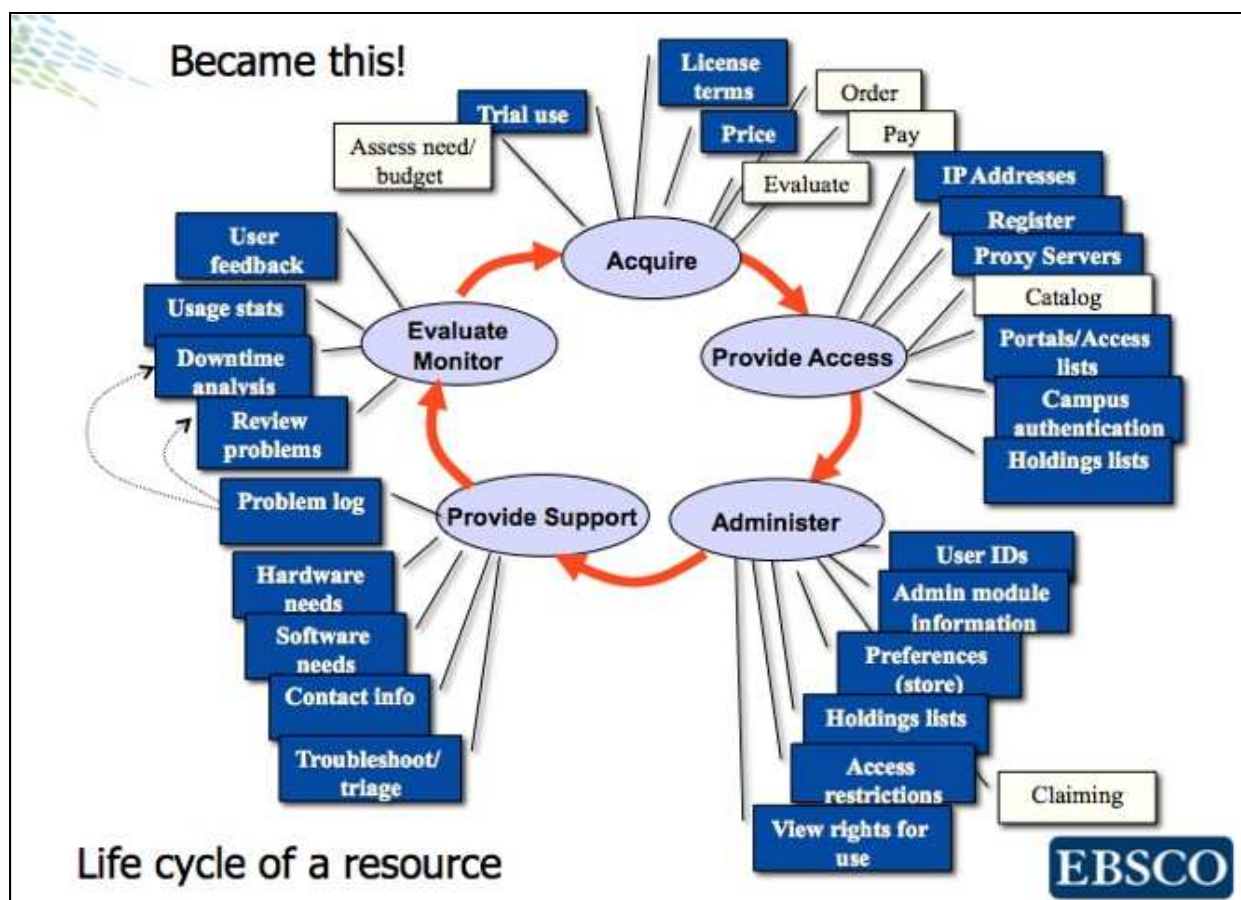 Became this!
License
terms
Order
Trial use
Price
Pay
Assess need/
budget
Evaluate
IP Addresses
Register
User
feedback
Acquire
Proxy Servers
Catalog
Usage stats
Evaluate
Monitor
Provide Access
Portals/Access
lists
Downtime
analysis
Campus
authentication
Review
problems
Holdings lists
Problem log
Provide Support
Administer
User IDs
Hardware
needs
Admin module
information
Software
needs
Preferences
(store)
Contact info
Holdings lists
Troubleshoot/
triage
Access
restrictions
Claiming
View rights for
use
Life cycle of a resource
EBSCO